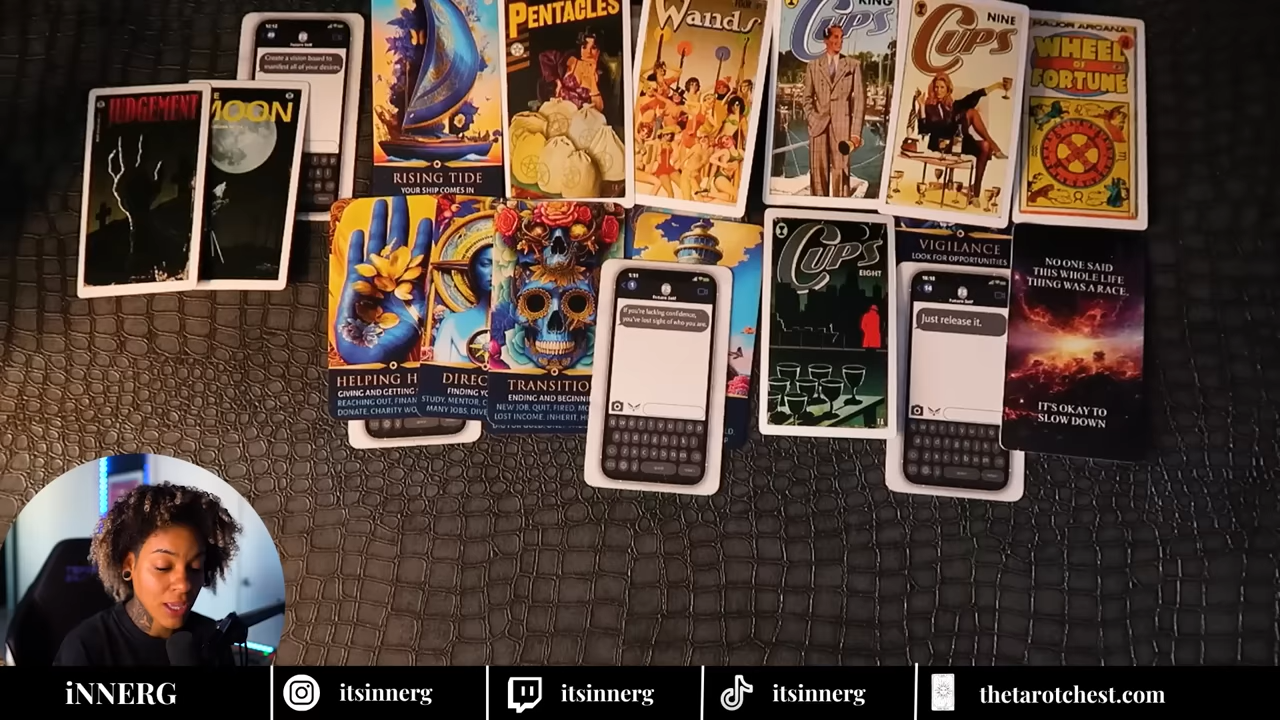 JUDGEMENT
MOON
Future Self
Create a vision board to
manifest all of your desires
RISING TIDE
YOUR SHIP COMES IN
PENTACLES
Wands
KING
Cups
NINE
Cups
MAJOR ARCANA
WHEEL
OF
FORTUNE
HELPING H
GIVING AND GETTING
REACHING OUT, FINAN
DONATE, CHARITY WO
DIREC
FINDING YO
STUDY, MENTOR, C
MANY JOBS, DIVE
TRANSITIO
ENDING AND BEGINN
NEW JOB, QUIT, FIRED, MO
LOST INCOME, INHERIT, H
1:11
Future Self
If you're lacking confidence,
you've lost sight of who you are.
Cups
EIGHT
VIGILANCE
LOOK FOR OPPORTUNITIES
Future Self
Just release it.
NO ONE SAID
THIS WHOLE LIFE
THING WAS A RACE,
IT'S OKAY TO
SLOW DOWN
iNNERG
itsinnerg
itsinnerg
itsinnerg
thetarotchest.com